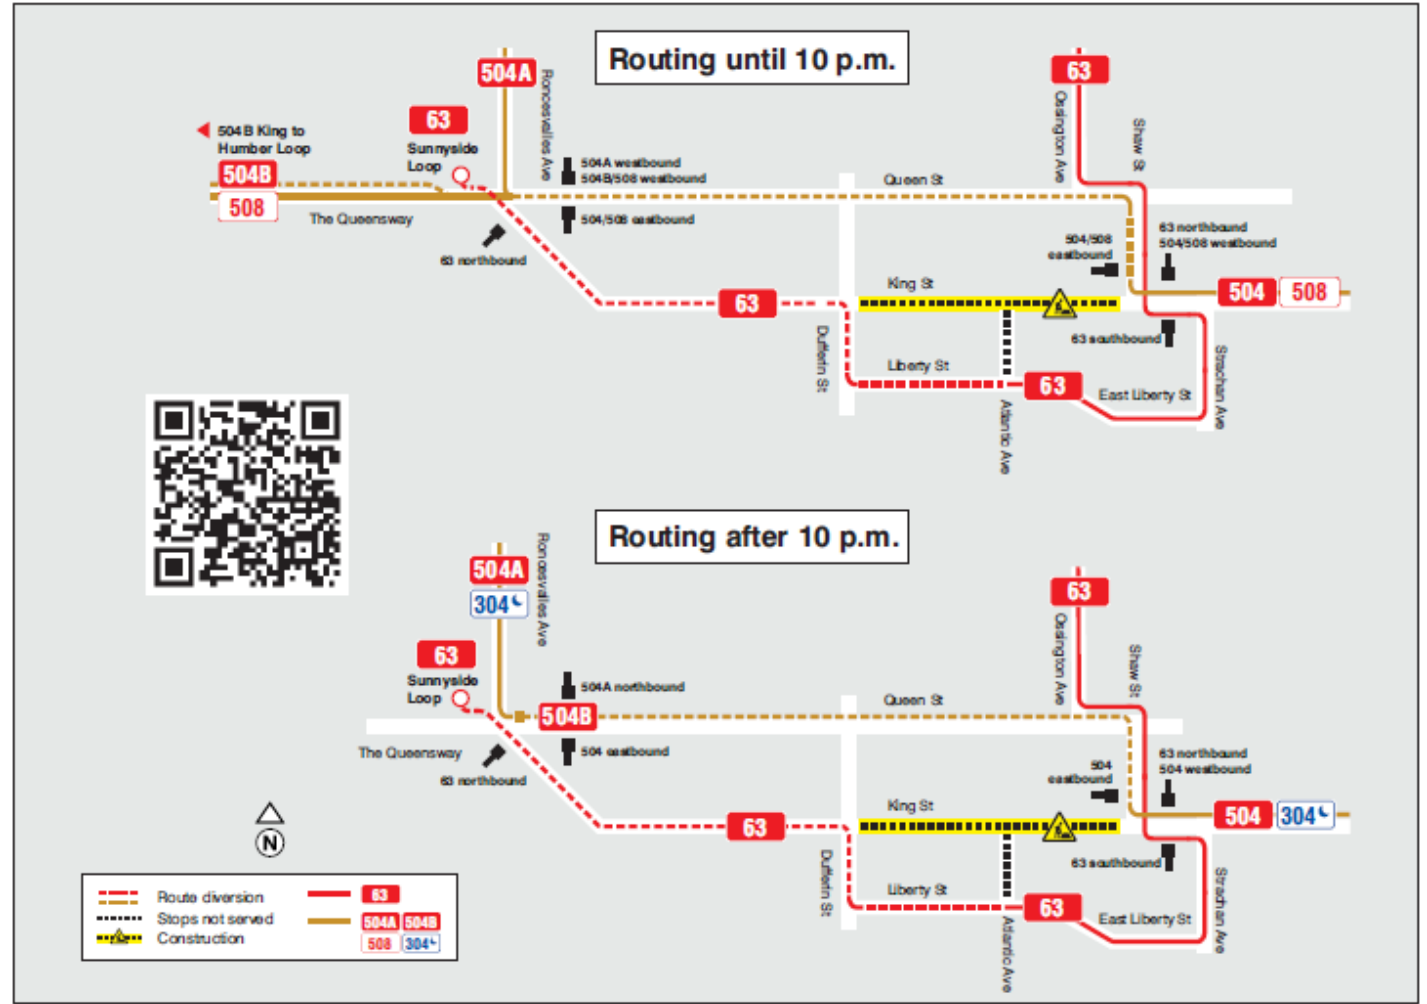 Routing until 10 p.m.
504A
Roncesvalles Ave
63
Ossington Ave
Shaw St
63
Sunnyside
Loop
504B King to
Humber Loop
504B
508
The Queensway
504A westbound
504B/508 westbound
504/508 eastbound
63 northbound
Queen St
504/508
eastbound
63 northbound
504/508 westbound
King St
504
508
63
Dufferin St
63 southbound
Liberty St
63
East Liberty St
Strachan Ave
Atlantic Ave
Routing after 10 p.m.
504A
304
Roncesvalles Ave
63
Ossington Ave
Shaw St
63
Sunnyside
Loop
504A northbound
504B
Queen St
The Queensway
504 eastbound
63 northbound
504
eastbound
63 northbound
504 westbound
King St
504
304
63
Dufferin St
63 southbound
Liberty St
63
East Liberty St
Strachan Ave
Atlantic Ave
N
Route diversion
63
Stops not served
504A 504B
Construction
508 304